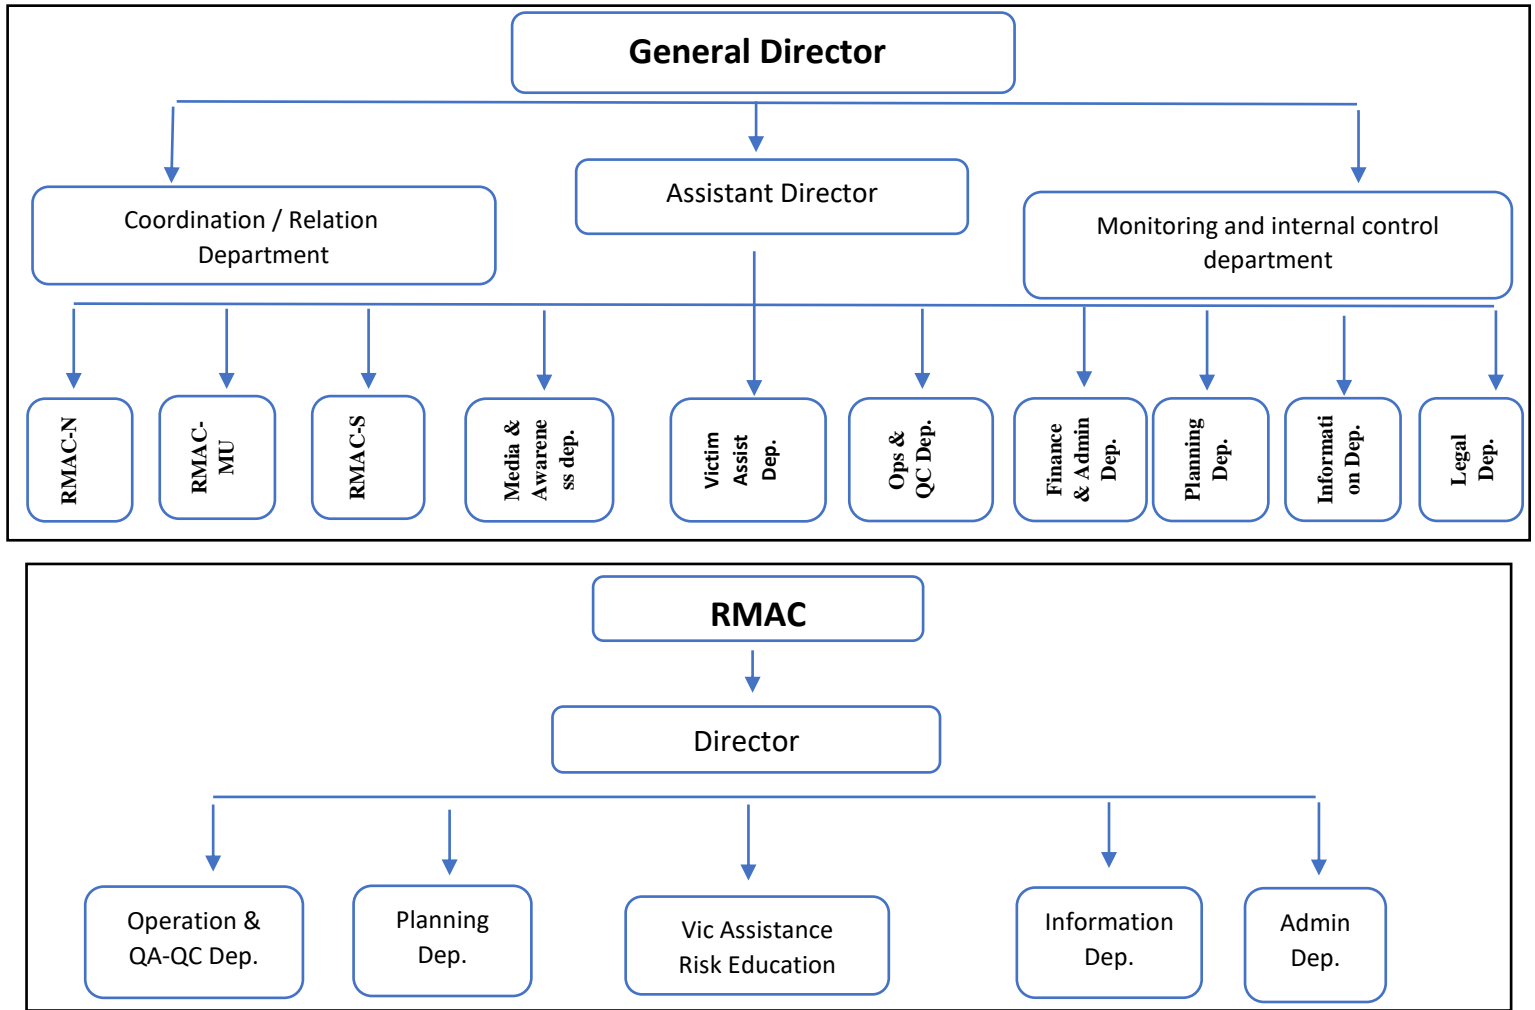 General Director
Assistant Director
Coordination / Relation
Department
Monitoring and internal control
department
RMAC-N
RMAC-
MU
RMAC-S
Media &
Awarene
ss dep.
Victim
Assist
Dep.
Ops &
QC Dep.
Finance
& Admin
Dep.
Planning
Dep.
Informati
on Dep.
Legal
Dep.
RMAC
Director
Operation &
QA-QC Dep.
Planning
Dep.
Vic Assistance
Risk Education
Information
Dep.
Admin
Dep.